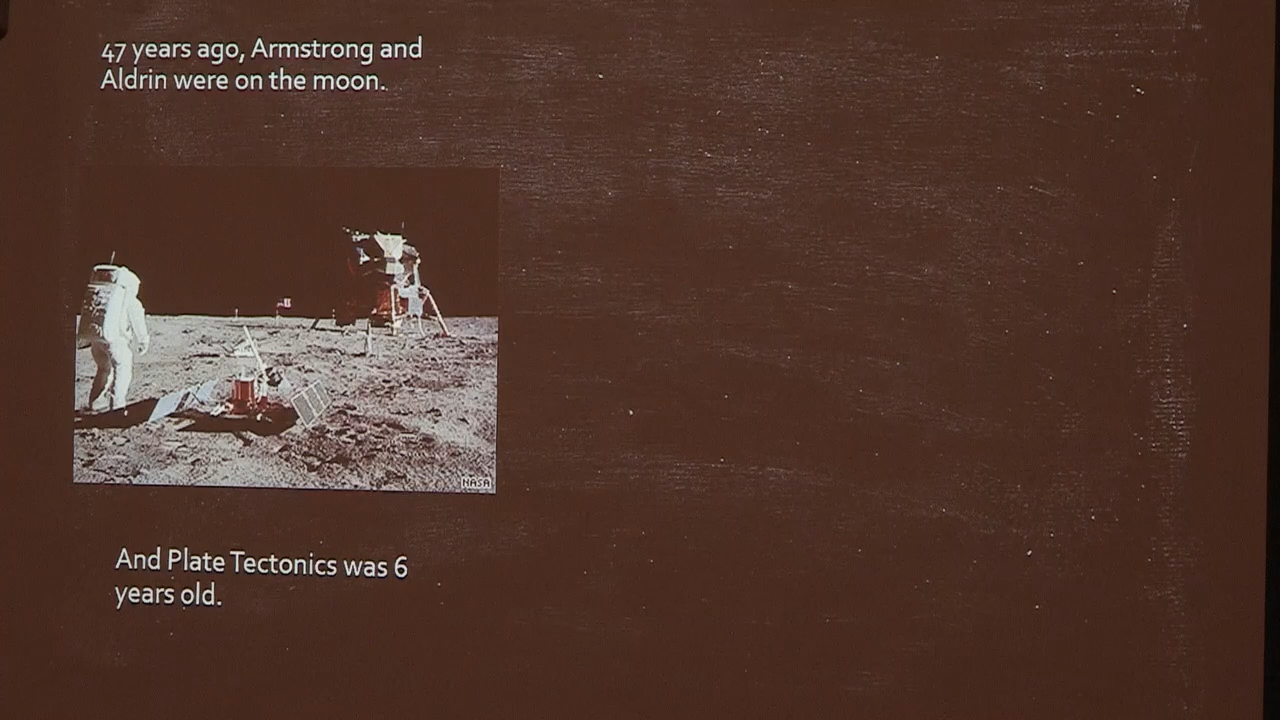 47 years ago, Armstrong and
Aldrin were on the moon.
NASA
And Plate Tectonics was 6
years old.